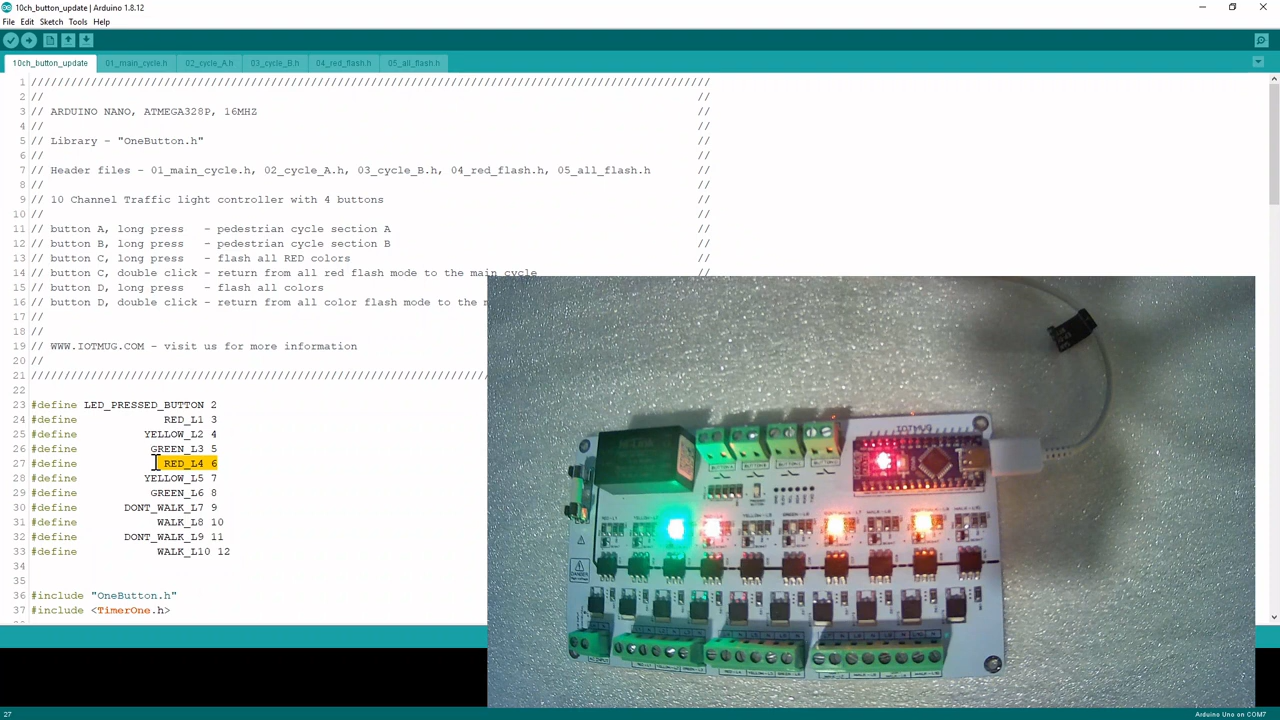 10ch_button_update | Arduino 1.8.12
File Edit Sketch Tools Help
10ch_button_update 01_main_cycle.h 02_cycle_A.h 03_cycle_B.h 04_red_flash.h 05_all_flash.h
1 ////////////////////////////////////////////////////////////////////////////////////////////////////////
2 // //
3 // ARDUINO NANO, ATMEGA328P, 16MHZ //
4 // //
5 // Library - "OneButton.h" //
6 // //
7 // Header files - 01_main_cycle.h, 02_cycle_A.h, 03_cycle_B.h, 04_red_flash.h, 05_all_flash.h //
8 // //
9 // 10 Channel Traffic light controller with 4 buttons //
10 // //
11 // button A, long press - pedestrian cycle section A //
12 // button B, long press - pedestrian cycle section B //
13 // button C, long press - flash all RED colors //
14 // button C, double click - return from all red flash mode to the main cycle //
15 // button D, long press - flash all colors
16 // button D, double click - return from all color flash mode to the m
17 //
18 //
19 // WWW.IOTMUG.COM - visit us for more information
20 //
21 //////////////////////////////////////////////////////////////////////
22
23 #define LED_PRESSED_BUTTON 2
24 #define RED_L1 3
25 #define YELLOW_L2 4
26 #define GREEN_L3 5
27 #define RED_L4 6
28 #define YELLOW_L5 7
29 #define GREEN_L6 8
30 #define DONT_WALK_L7 9
31 #define WALK_L8 10
32 #define DONT_WALK_L9 11
33 #define WALK_L10 12
34
35
36 #include "OneButton.h"
37 #include <TimerOne.h>
IOTMUG
27
Arduino Uno on COM7